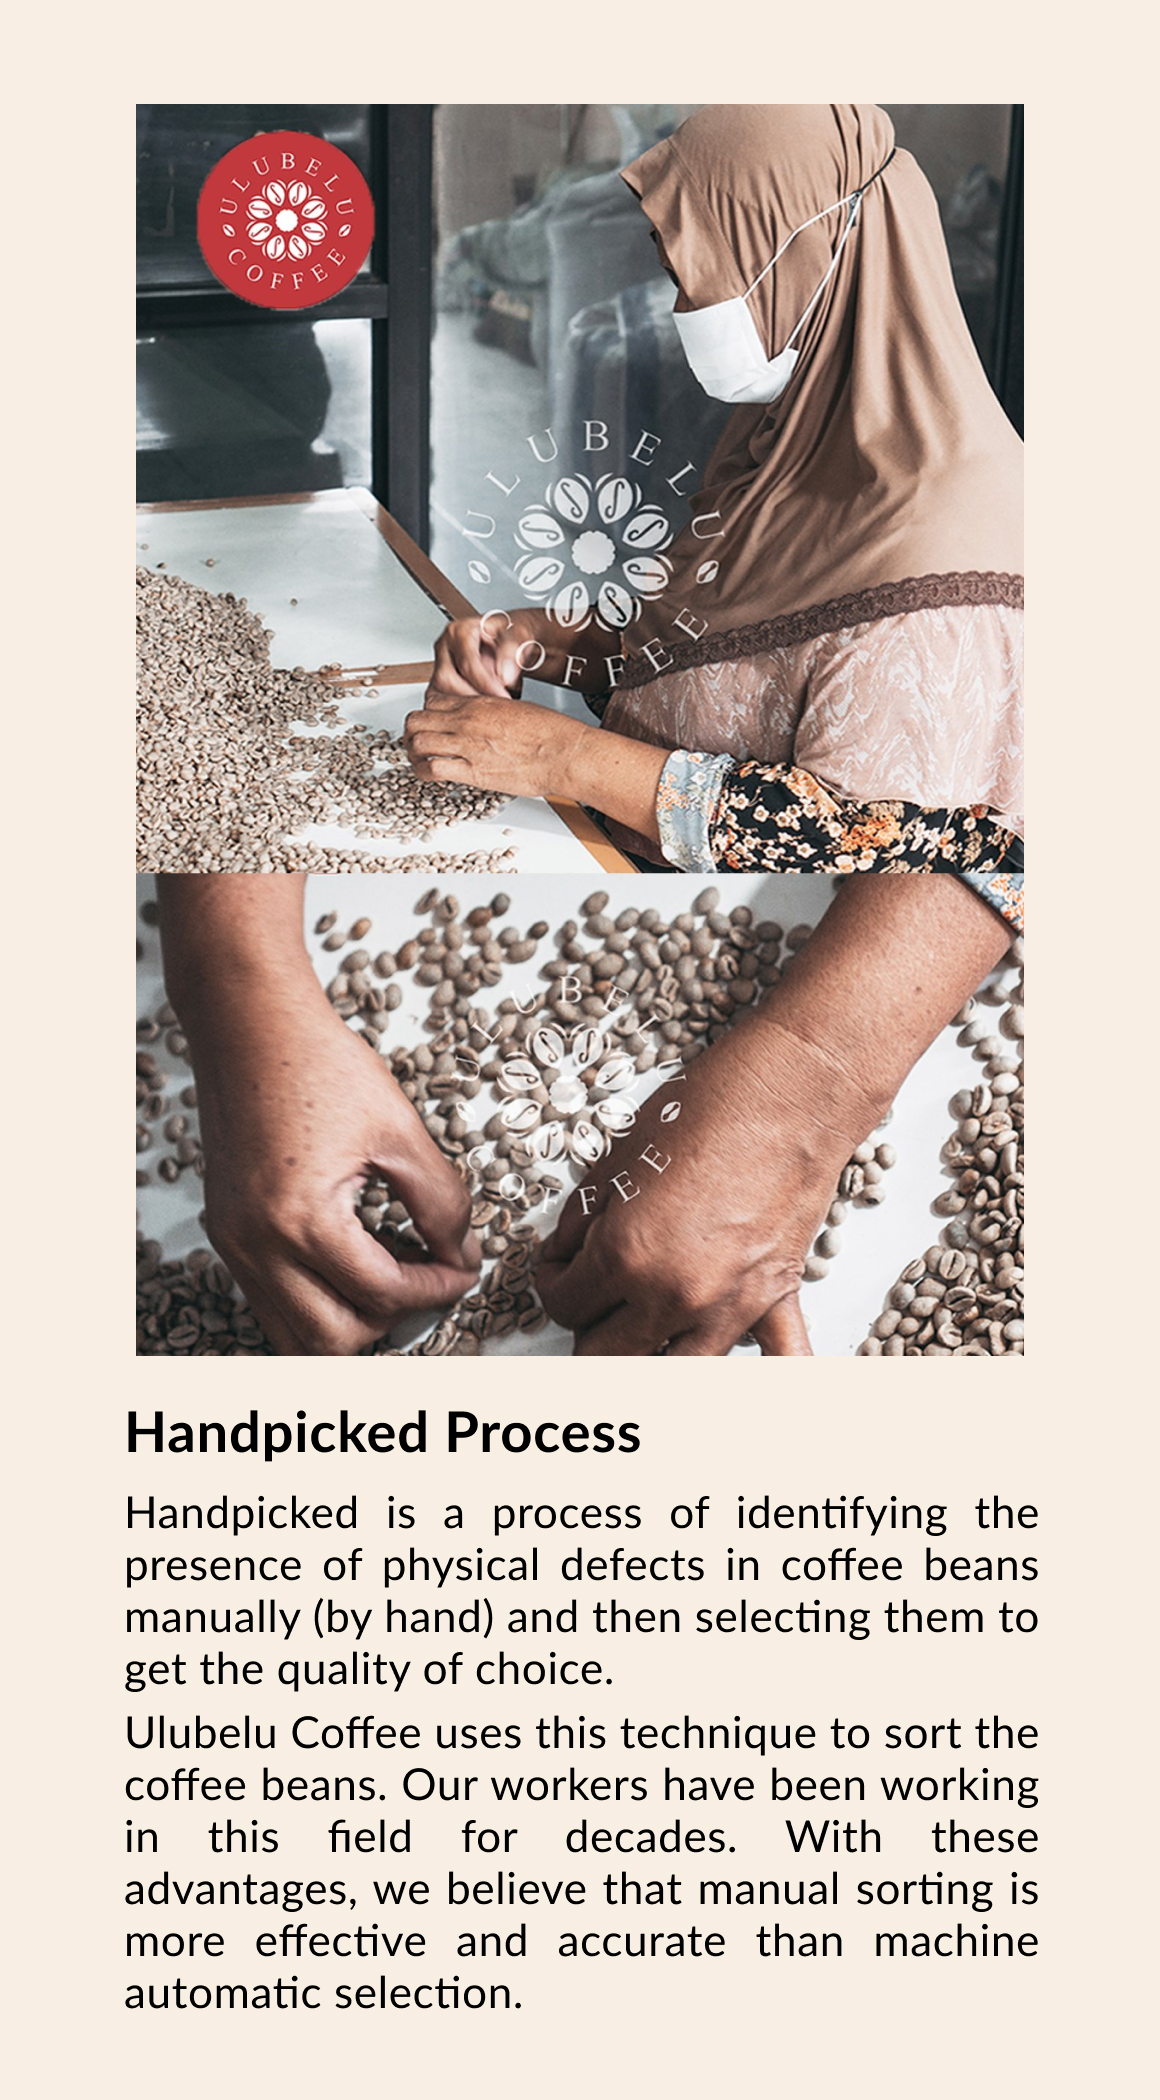 ULUBELU
COFFEE
ULUBELU
COFFEE
ULUBELU
COFFEE
Handpicked Process
Handpicked is a process of identifying the
presence of physical defects in coffee beans
manually (by hand) and then selecting them to
get the quality of choice.
Ulubelu Coffee uses this technique to sort the
coffee beans. Our workers have been working
in this field for decades. With these
advantages, we believe that manual sorting is
more effective and accurate than machine
automatic selection.